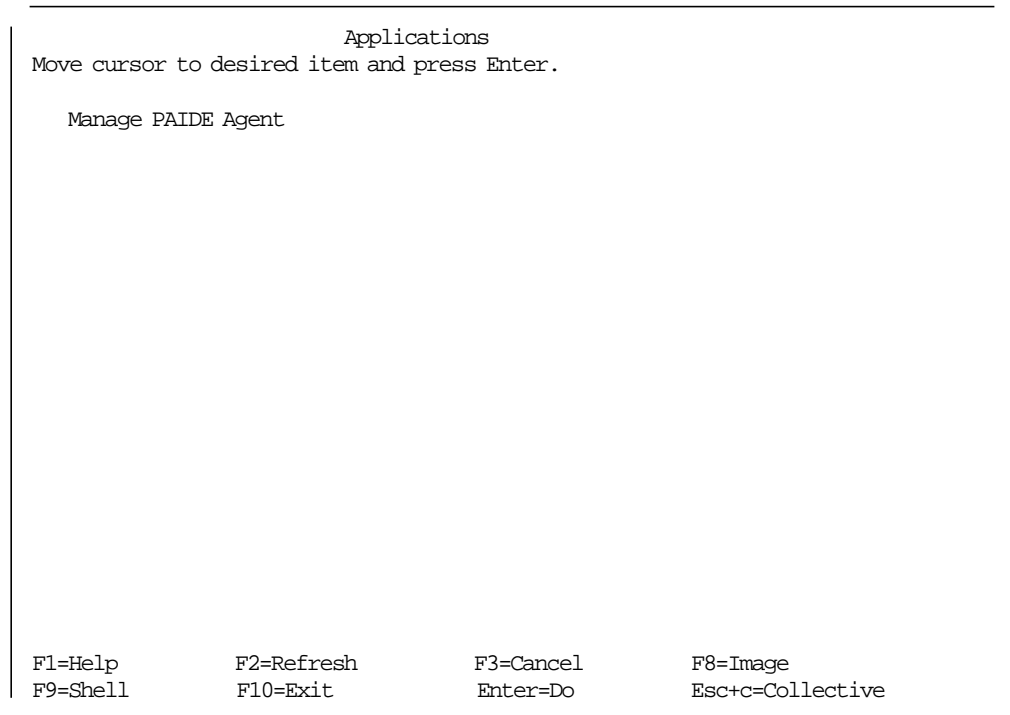 Applications
Move cursor to desired item and press Enter.
Manage PAIDE Agent
F1=Help F2=Refresh F3=Cancel F8=Image
F9=Shell F10=Exit Enter=Do Esc+c=Collective